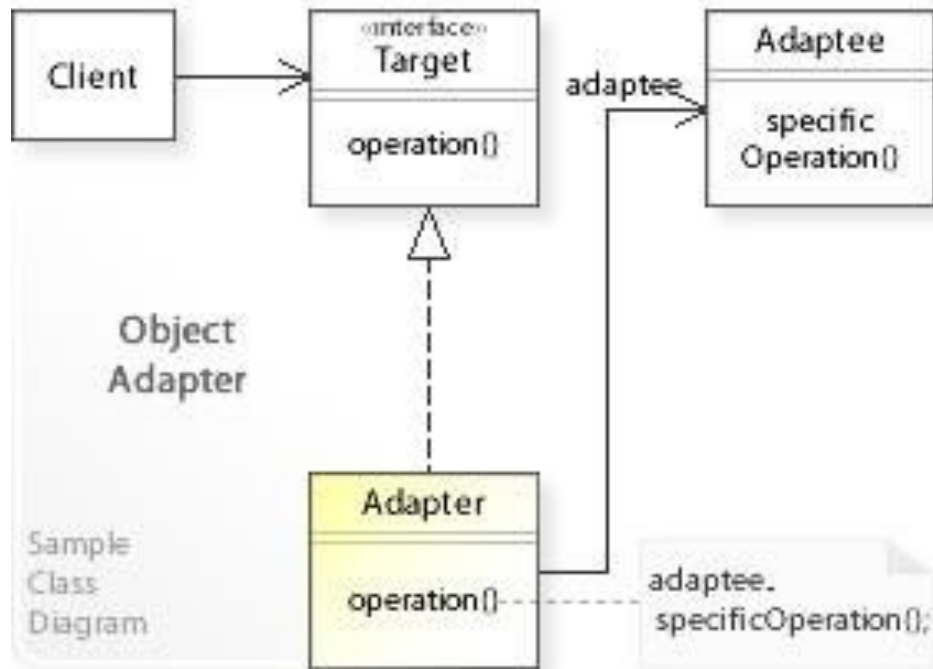 Client
«interface»
Target
operation()
adaptee
Adaptee
specific
Operation()
Object
Adapter
Adapter
operation()
adaptee.
specificOperation();
Sample
Class
Diagram